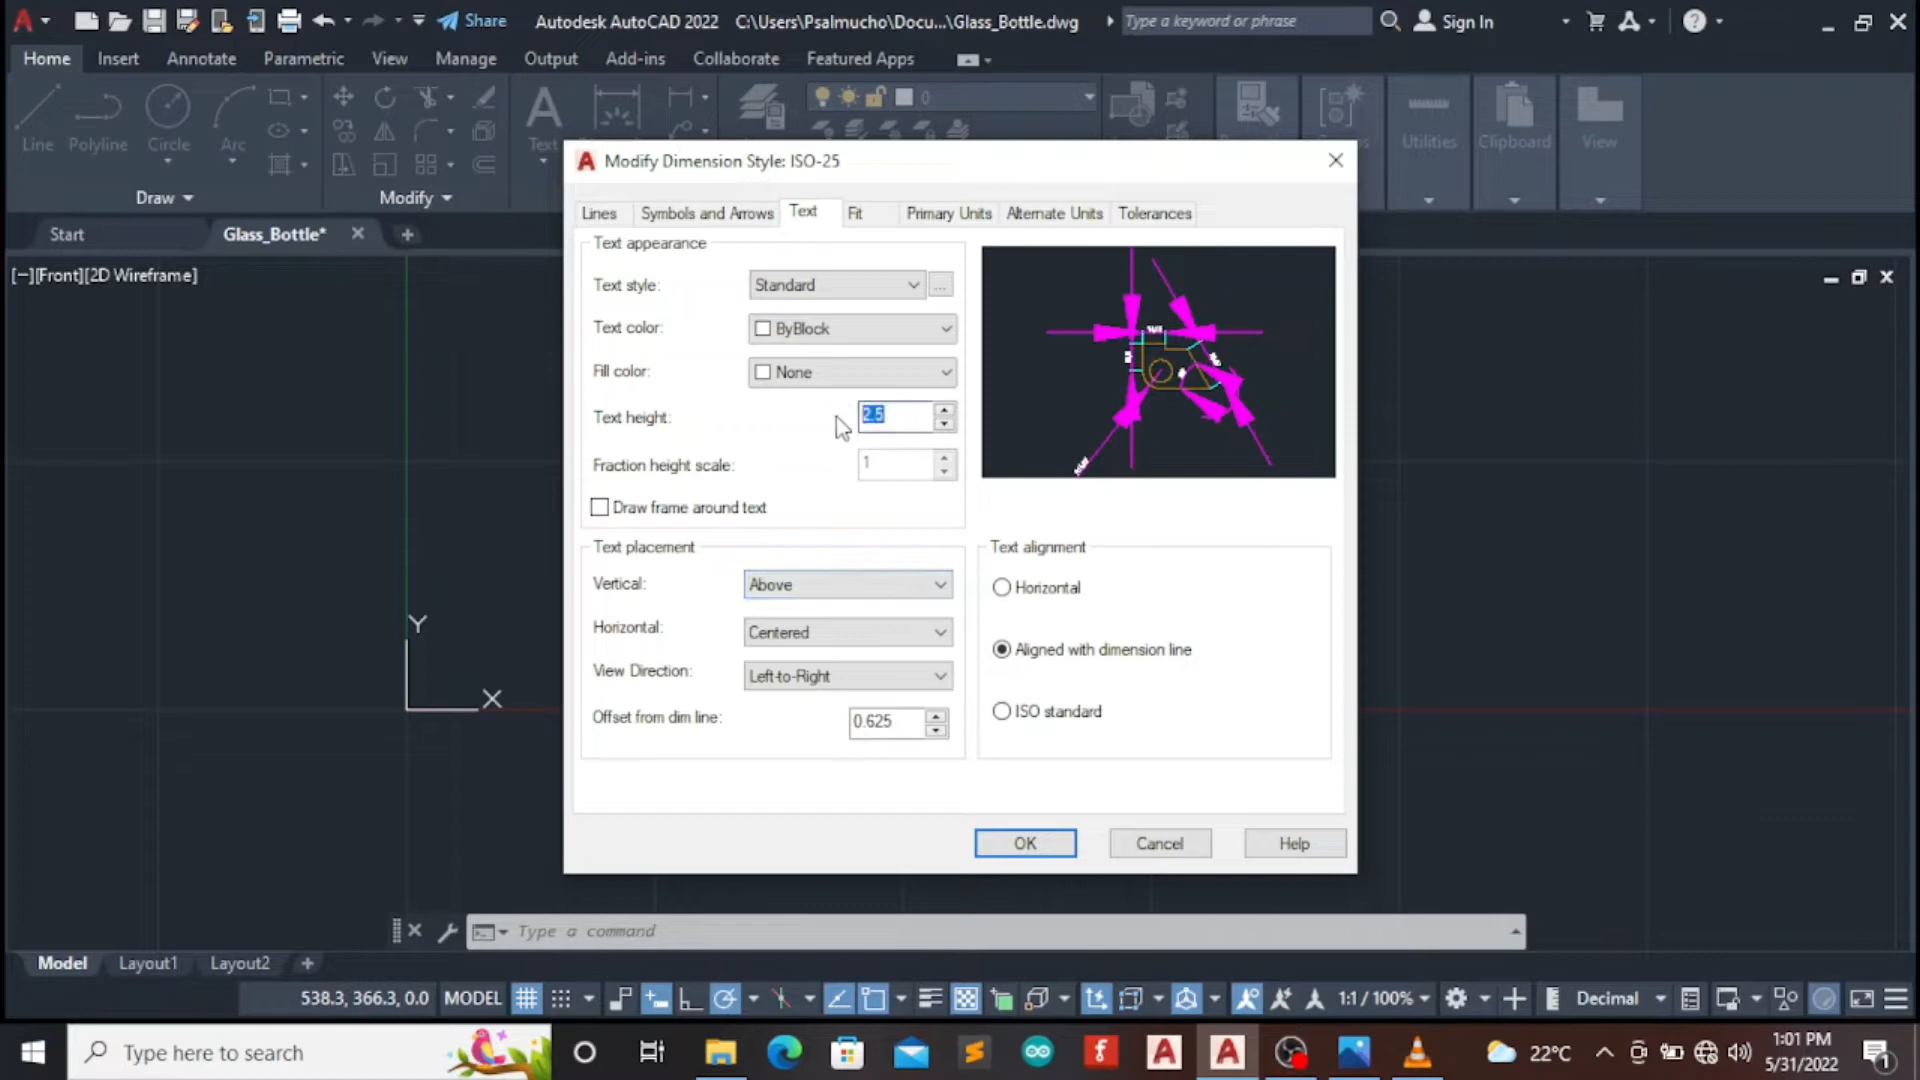 Share
Autodesk AutoCAD 2022 C:\Users\Psalmucho\Docu...\Glass_Bottle.dwg
Type a keyword or phrase
Sign In
Home Insert Annotate Parametric View Manage Output Add-ins Collaborate Featured Apps
0
Line Polyline Circle Arc Text Utilities Clipboard View
Draw Modify
Start Glass_Bottle*
[−][Front][2D Wireframe]
Modify Dimension Style: ISO-25
Lines Symbols and Arrows Text Fit Primary Units Alternate Units Tolerances
Text appearance
Text style: Standard ...
Text color: ByBlock
Fill color: None
Text height: 2.5
Fraction height scale: 1
Draw frame around text
Text placement
Vertical: Above
Horizontal: Centered
View Direction: Left-to-Right
Offset from dim line: 0.625
Text alignment
Horizontal
Aligned with dimension line
ISO standard
OK Cancel Help
Y
X
Type a command
Model Layout1 Layout2
538.3, 366.3, 0.0 MODEL 1:1 / 100% Decimal
Type here to search
22°C
1:01 PM
5/31/2022
1